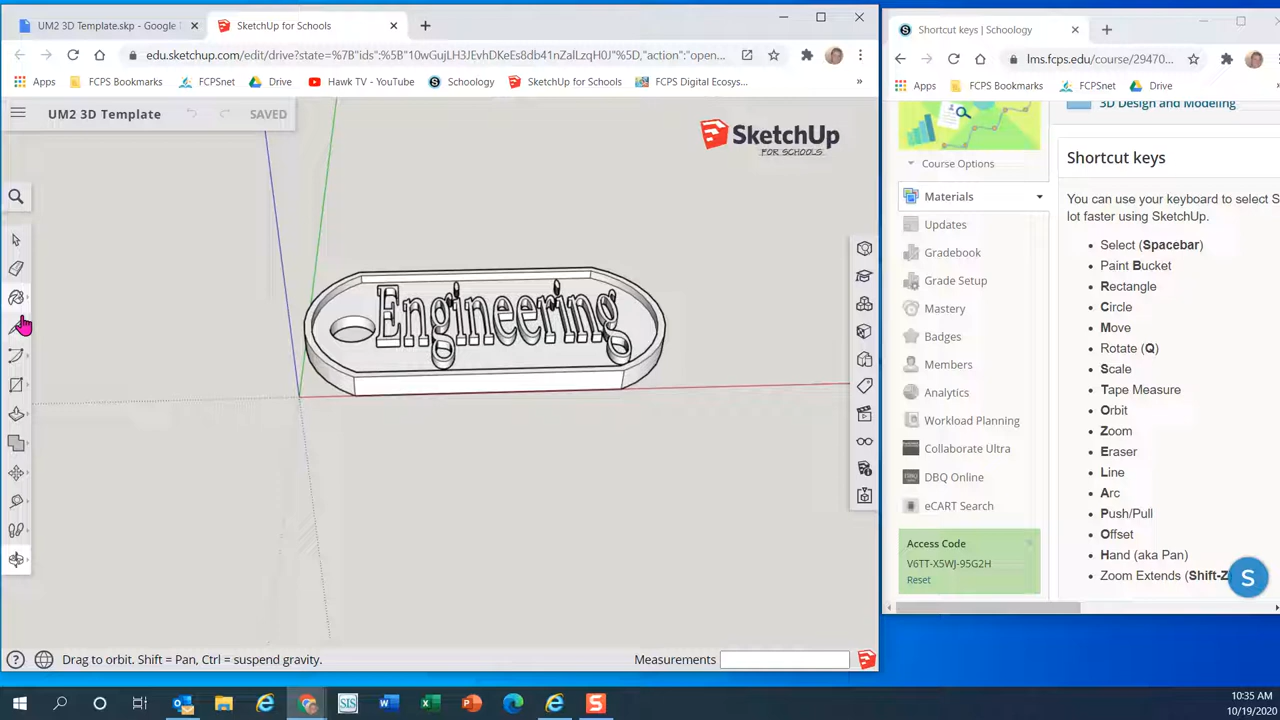 UM2 3D Template.skp - Google
SketchUp for Schools
edu.sketchup.com/edit/drive?state=%7B"ids":%5B"10wGujLH3JEvhDKeEs8db41nZalLzqH0J"%5D,"action":"open...
Apps
FCPS Bookmarks
FCPSnet
Drive
Hawk TV - YouTube
Schoology
SketchUp for Schools
FCPS Digital Ecosy...
»
UM2 3D Template
SAVED
SketchUp
FOR SCHOOLS
Engineering
Drag to orbit. Shift = Pan, Ctrl = suspend gravity.
Measurements
Shortcut keys | Schoology
lms.fcps.edu/course/29470...
Apps
FCPS Bookmarks
FCPSnet
Drive
3D Design and Modeling
Course Options
Materials
Updates
Gradebook
Grade Setup
Mastery
Badges
Members
Analytics
Workload Planning
Collaborate Ultra
DBQ Online
eCART Search
Access Code
V6TT-X5WJ-95G2H
Reset
Shortcut keys
You can use your keyboard to select S
lot faster using SketchUp.
• Select (Spacebar)
• Paint Bucket
• Rectangle
• Circle
• Move
• Rotate (Q)
• Scale
• Tape Measure
• Orbit
• Zoom
• Eraser
• Line
• Arc
• Push/Pull
• Offset
• Hand (aka Pan)
• Zoom Extends (Shift-Z
S
SIS
10:35 AM
10/19/2020